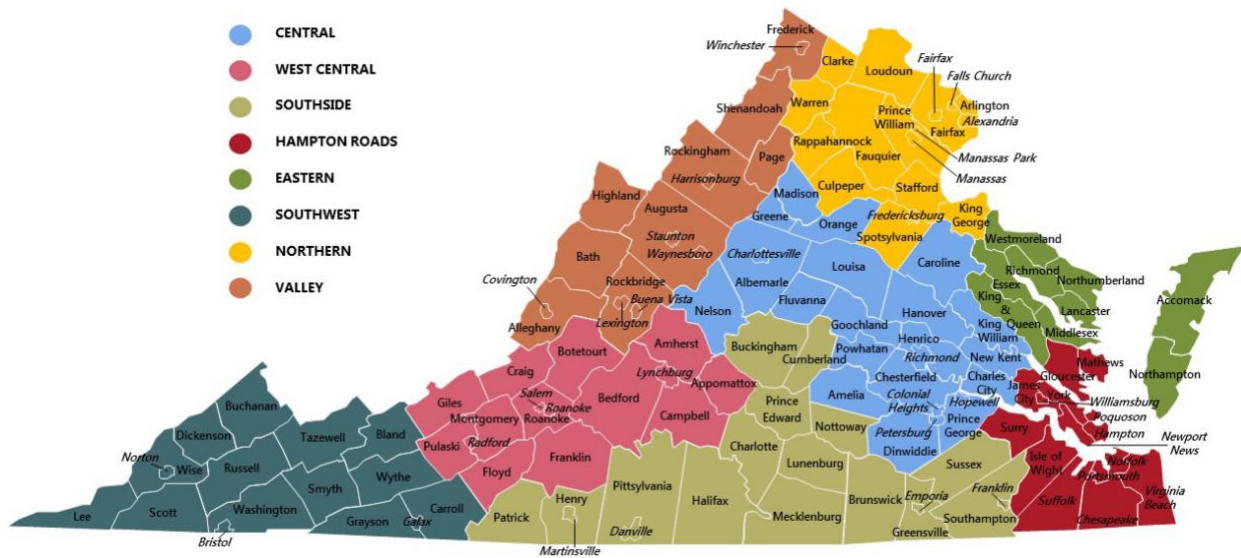 CENTRAL
WEST CENTRAL
SOUTHSIDE
HAMPTON ROADS
EASTERN
SOUTHWEST
NORTHERN
VALLEY
Frederick
Winchester
Clarke
Loudoun
Fairfax
Falls Church
Shenandoah
Warren
Prince
William
Arlington
Alexandria
Fairfax
Rappahannock
Fauquier
Manassas Park
Manassas
Rockingham
Page
Harrisonburg
Culpeper
Stafford
Highland
Madison
Augusta
Greene
Orange
Fredericksburg
King
George
Staunton
Spotsylvania
Westmoreland
Waynesboro
Charlottesville
Bath
Louisa
Caroline
Richmond
Northumberland
Covington
Rockbridge
Albemarle
Essex
Accomack
Buena Vista
Fluvanna
King
&
Queen
Lancaster
Alleghany
Lexington
Nelson
Hanover
Goochland
King
William
Middlesex
Amherst
Buckingham
Cumberland
Powhatan
Henrico
Richmond
New Kent
Mathews
Botetourt
Craig
Lynchburg
Gloucester
Northampton
Appomattox
Chesterfield
Charles
City
James
City
York
Williamsburg
Giles
Salem
Roanoke
Roanoke
Bedford
Amelia
Colonial
Heights
Hopewell
Poquoson
Buchanan
Montgomery
Campbell
Prince
Edward
Nottoway
Petersburg
Prince
George
Surry
Hampton
Dickenson
Tazewell
Bland
Pulaski
Radford
Dinwiddie
Newport
News
Norton
Wise
Russell
Floyd
Franklin
Charlotte
Lunenburg
Sussex
Isle of
Wight
Norfolk
Portsmouth
Smyth
Wythe
Pittsylvania
Franklin
Suffolk
Virginia
Beach
Lee
Scott
Washington
Grayson
Galax
Carroll
Patrick
Henry
Halifax
Mecklenburg
Brunswick
Emporia
Greensville
Southampton
Chesapeake
Bristol
Martinsville
Danville